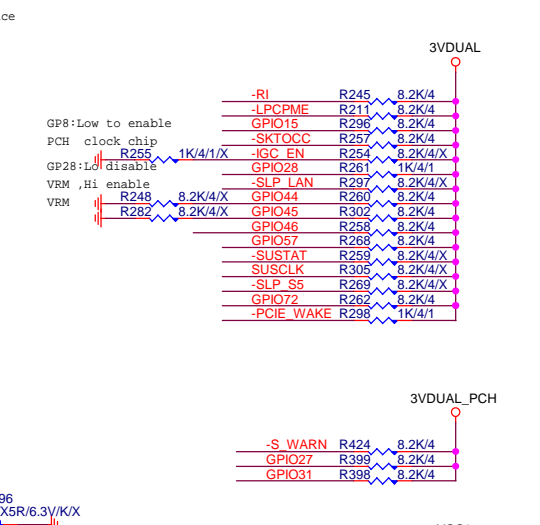 ce
3VDUAL
-RI R245 8.2K/4
-LPCPME R211 8.2K/4
GP8:Low to enable GPIO15 R296 8.2K/4
PCH clock chip -SKTOCC R257 8.2K/4
R255 1K/4/1/X -IGC_EN R254 8.2K/4/X
GP28:Lo disable GPIO28 R261 1K/4/1
VRM ,Hi enable -SLP_LAN R297 8.2K/4/X
VRM R248 8.2K/4/X GPIO44 R260 8.2K/4
R282 8.2K/4/X GPIO45 R302 8.2K/4
GPIO46 R258 8.2K/4
GPIO57 R268 8.2K/4
-SUSTAT R259 8.2K/4/X
SUSCLK R305 8.2K/4/X
-SLP_S5 R269 8.2K/4/X
GPIO72 R262 8.2K/4
-PCIE_WAKE R298 1K/4/1
3VDUAL_PCH
-S_WARN R424 8.2K/4
GPIO27 R399 8.2K/4
GPIO31 R398 8.2K/4
96
X5R/6.3V/K/X